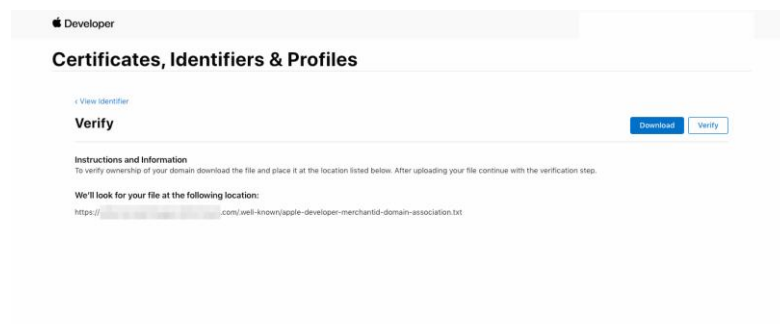 Developer
Certificates, Identifiers & Profiles
‹ View Identifier
Verify
Download
Verify
Instructions and Information
To verify ownership of your domain download the file and place it at the location listed below. After uploading your file continue with the verification step.
We'll look for your file at the following location:
https:// .com/.well-known/apple-developer-merchantid-domain-association.txt